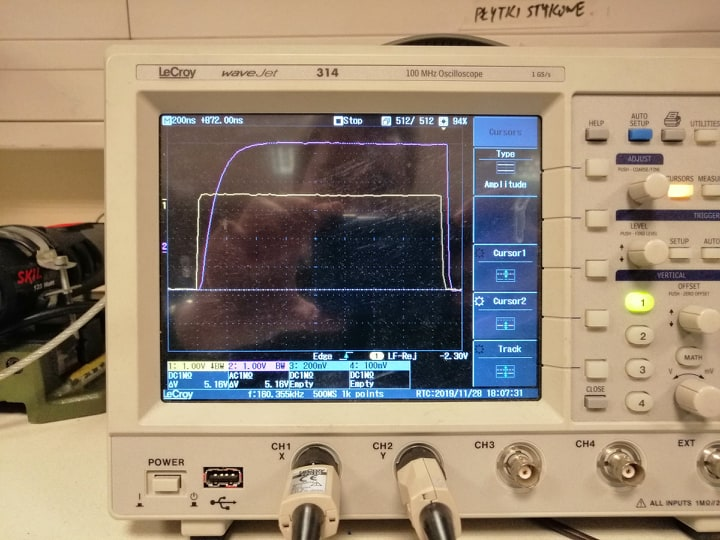 PŁYTKI STYKOWE
LeCroy waveJet 314 100 MHz Oscilloscope 1 GS/s
M 200ns +872.00ns Stop 512/ 512 94%
Cursors
Type
Amplitude
Cursor1
Cursor2
Track
1
2
Edge 1 LF-Rej -2.30V
1: 1.00V BW 2: 1.00V BW 3: 200mV 4: 100mV
DC1MΩ AC1MΩ DC1MΩ DC1MΩ
ΔV 5.16V ΔV 5.16V Empty Empty
LeCroy f:160.355kHz 500MS 1k points RTC:2019/11/28 18:07:31
HELP
AUTO SETUP
UTILITIES
ADJUST
PUSH - COARSE/FINE
CURSORS
TRIGGER
LEVEL
PUSH - FIND LEVEL
SETUP
AUTO
VERTICAL
OFFSET
PUSH - ZERO OFFSET
1
2
MATH
3
V mV
CLOSE
4
SKIL
POWER
CH1
X
CH2
Y
CH3
CH4
EXT
ALL INPUTS 1MΩ//